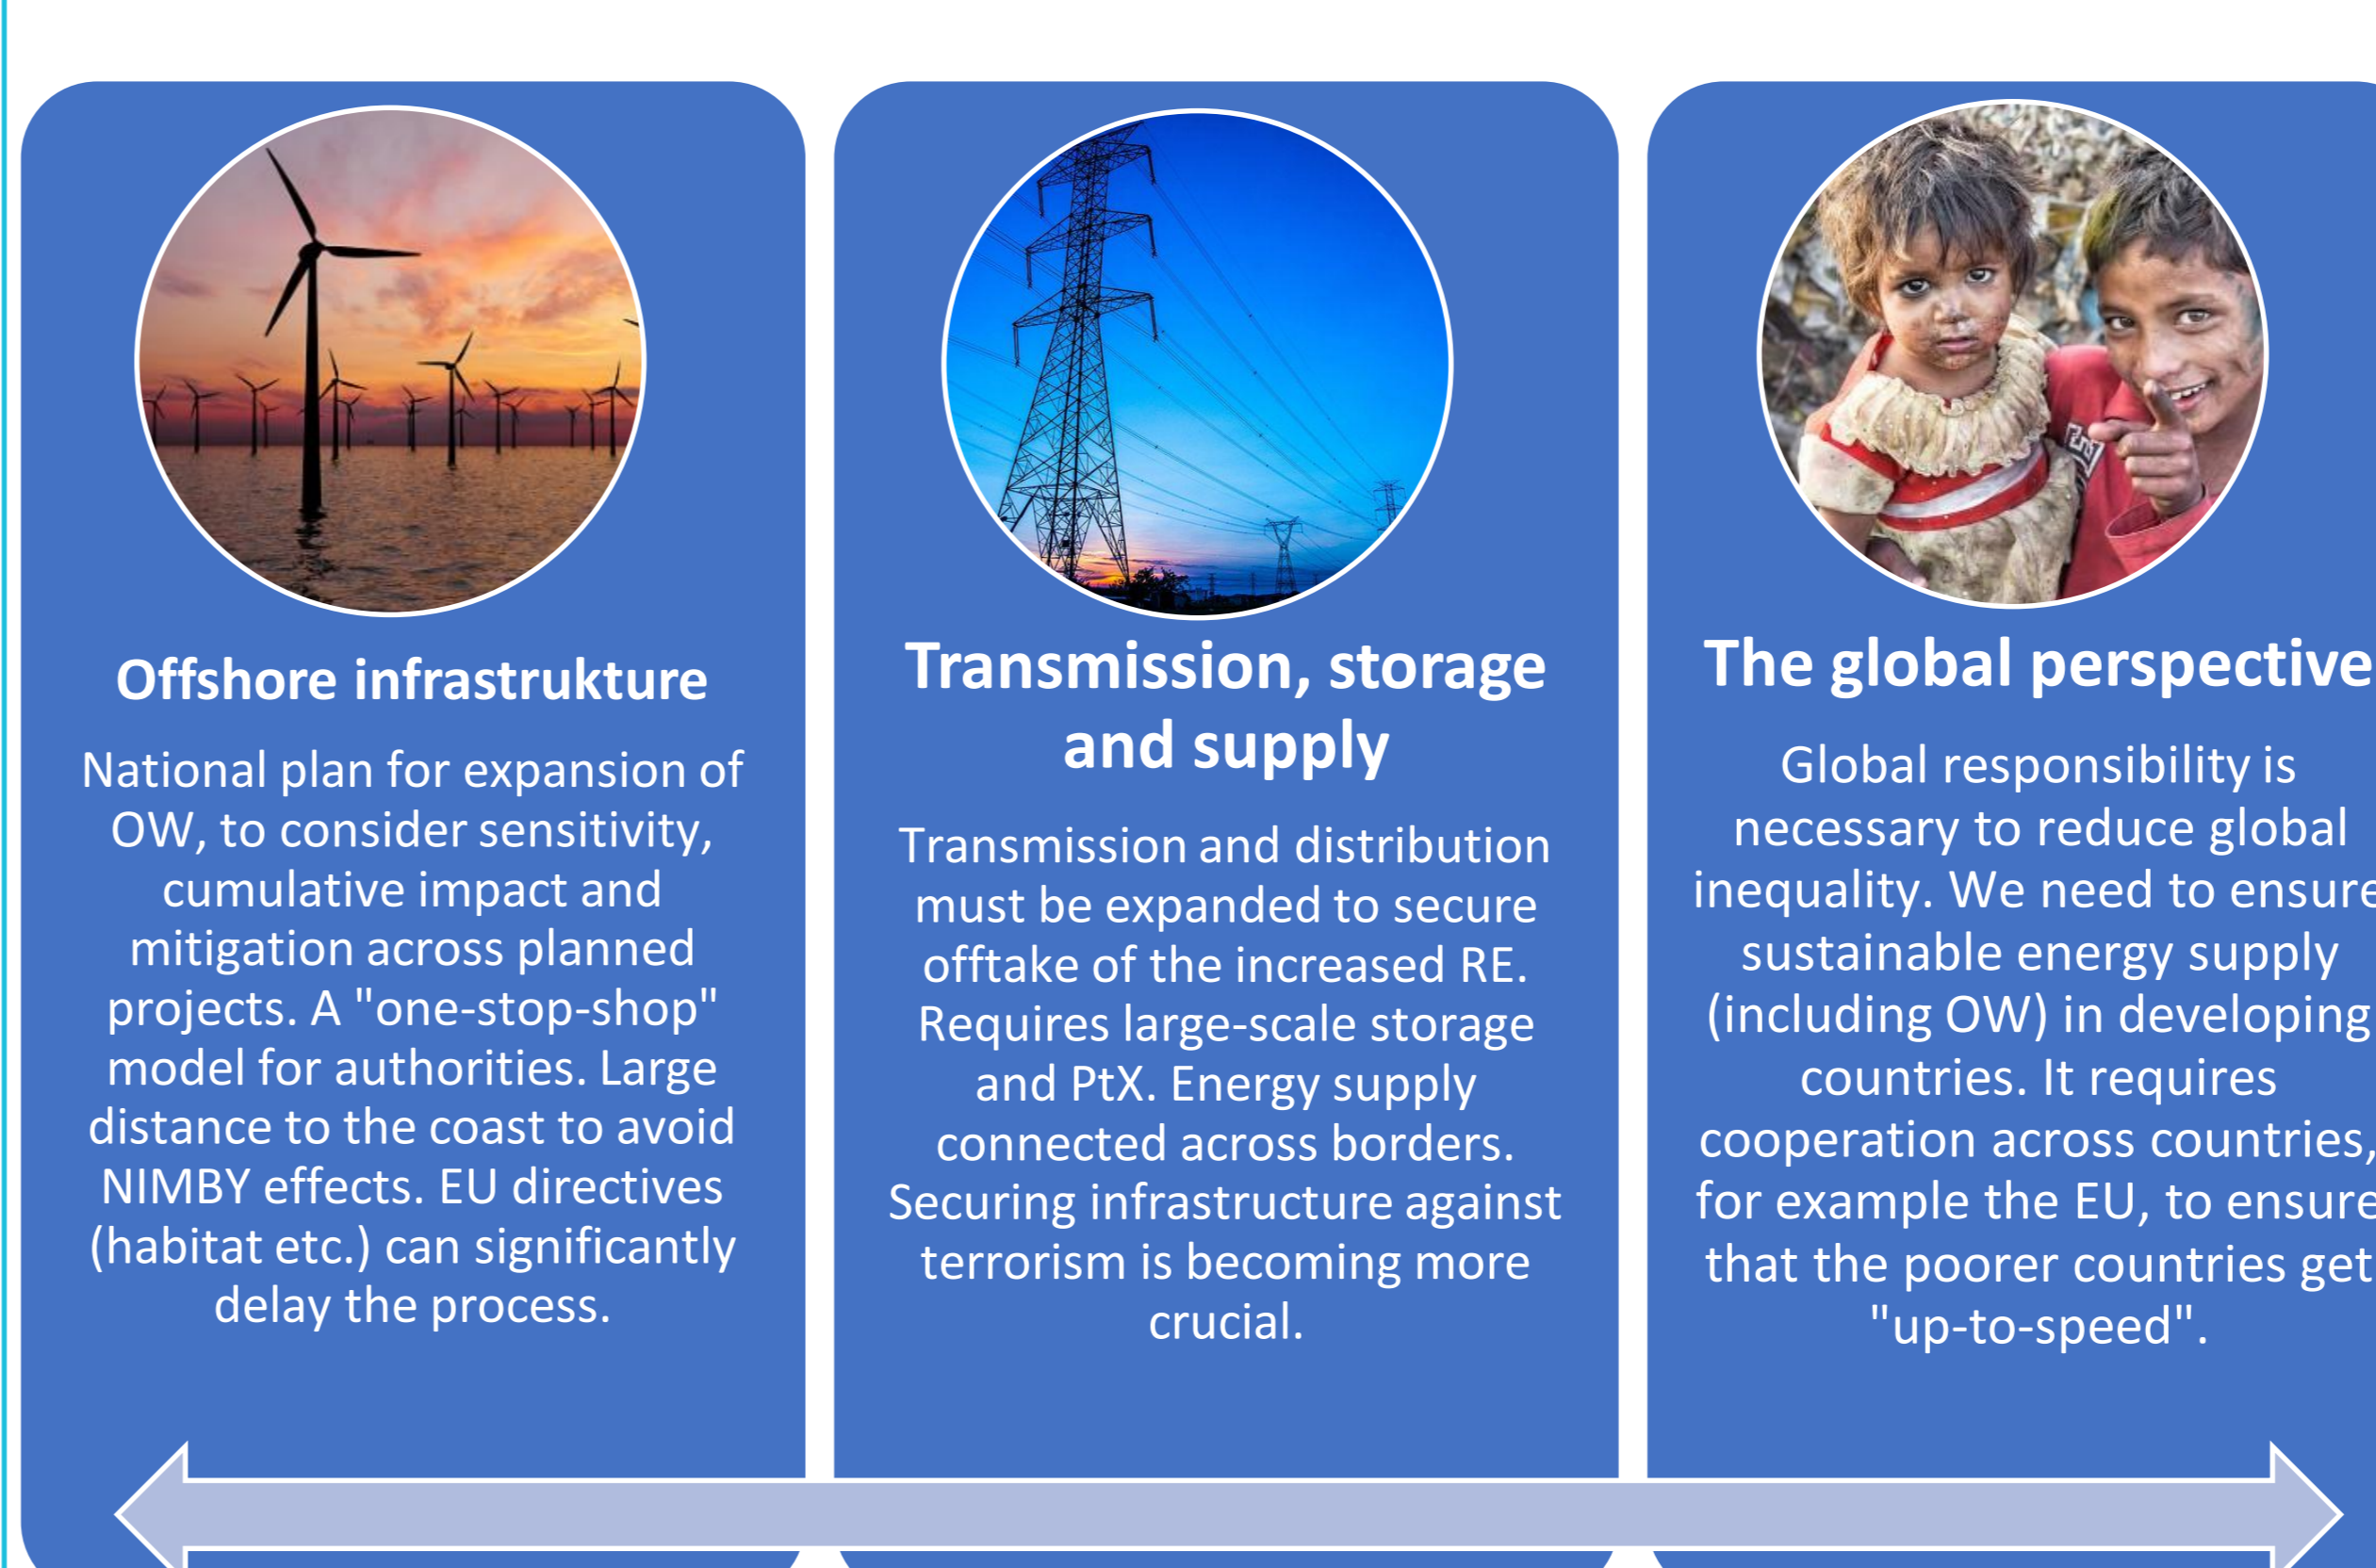 Offshore infrastrukture
National plan for expansion of
OW, to consider sensitivity,
cumulative impact and
mitigation across planned
projects. A "one-stop-shop"
model for authorities. Large
distance to the coast to avoid
NIMBY effects. EU directives
(habitat etc.) can significantly
delay the process.
Transmission, storage
and supply
Transmission and distribution
must be expanded to secure
offtake of the increased RE.
Requires large-scale storage
and PtX. Energy supply
connected across borders.
Securing infrastructure against
terrorism is becoming more
crucial.
The global perspective
Global responsibility is
necessary to reduce global
inequality. We need to ensure
sustainable energy supply
(including OW) in developing
countries. It requires
cooperation across countries,
for example the EU, to ensure
that the poorer countries get
"up-to-speed".